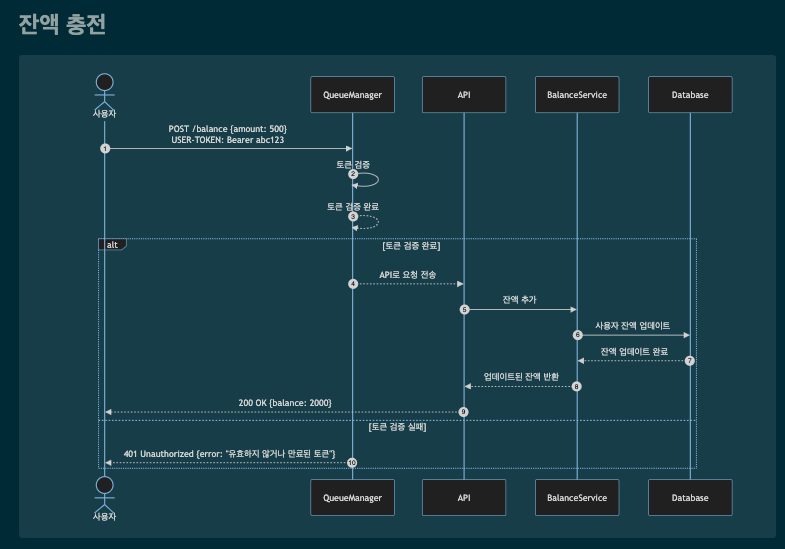 잔액 충전
사용자
QueueManager
API
BalanceService
Database
POST /balance {amount: 500}
USER-TOKEN: Bearer abc123
1
토큰 검증
2
토큰 검증 완료
3
alt
[토큰 검증 완료]
API로 요청 전송
4
잔액 추가
5
사용자 잔액 업데이트
6
잔액 업데이트 완료
7
업데이트된 잔액 반환
8
200 OK {balance: 2000}
9
[토큰 검증 실패]
401 Unauthorized {error: "유효하지 않거나 만료된 토큰"}
10
사용자
QueueManager
API
BalanceService
Database